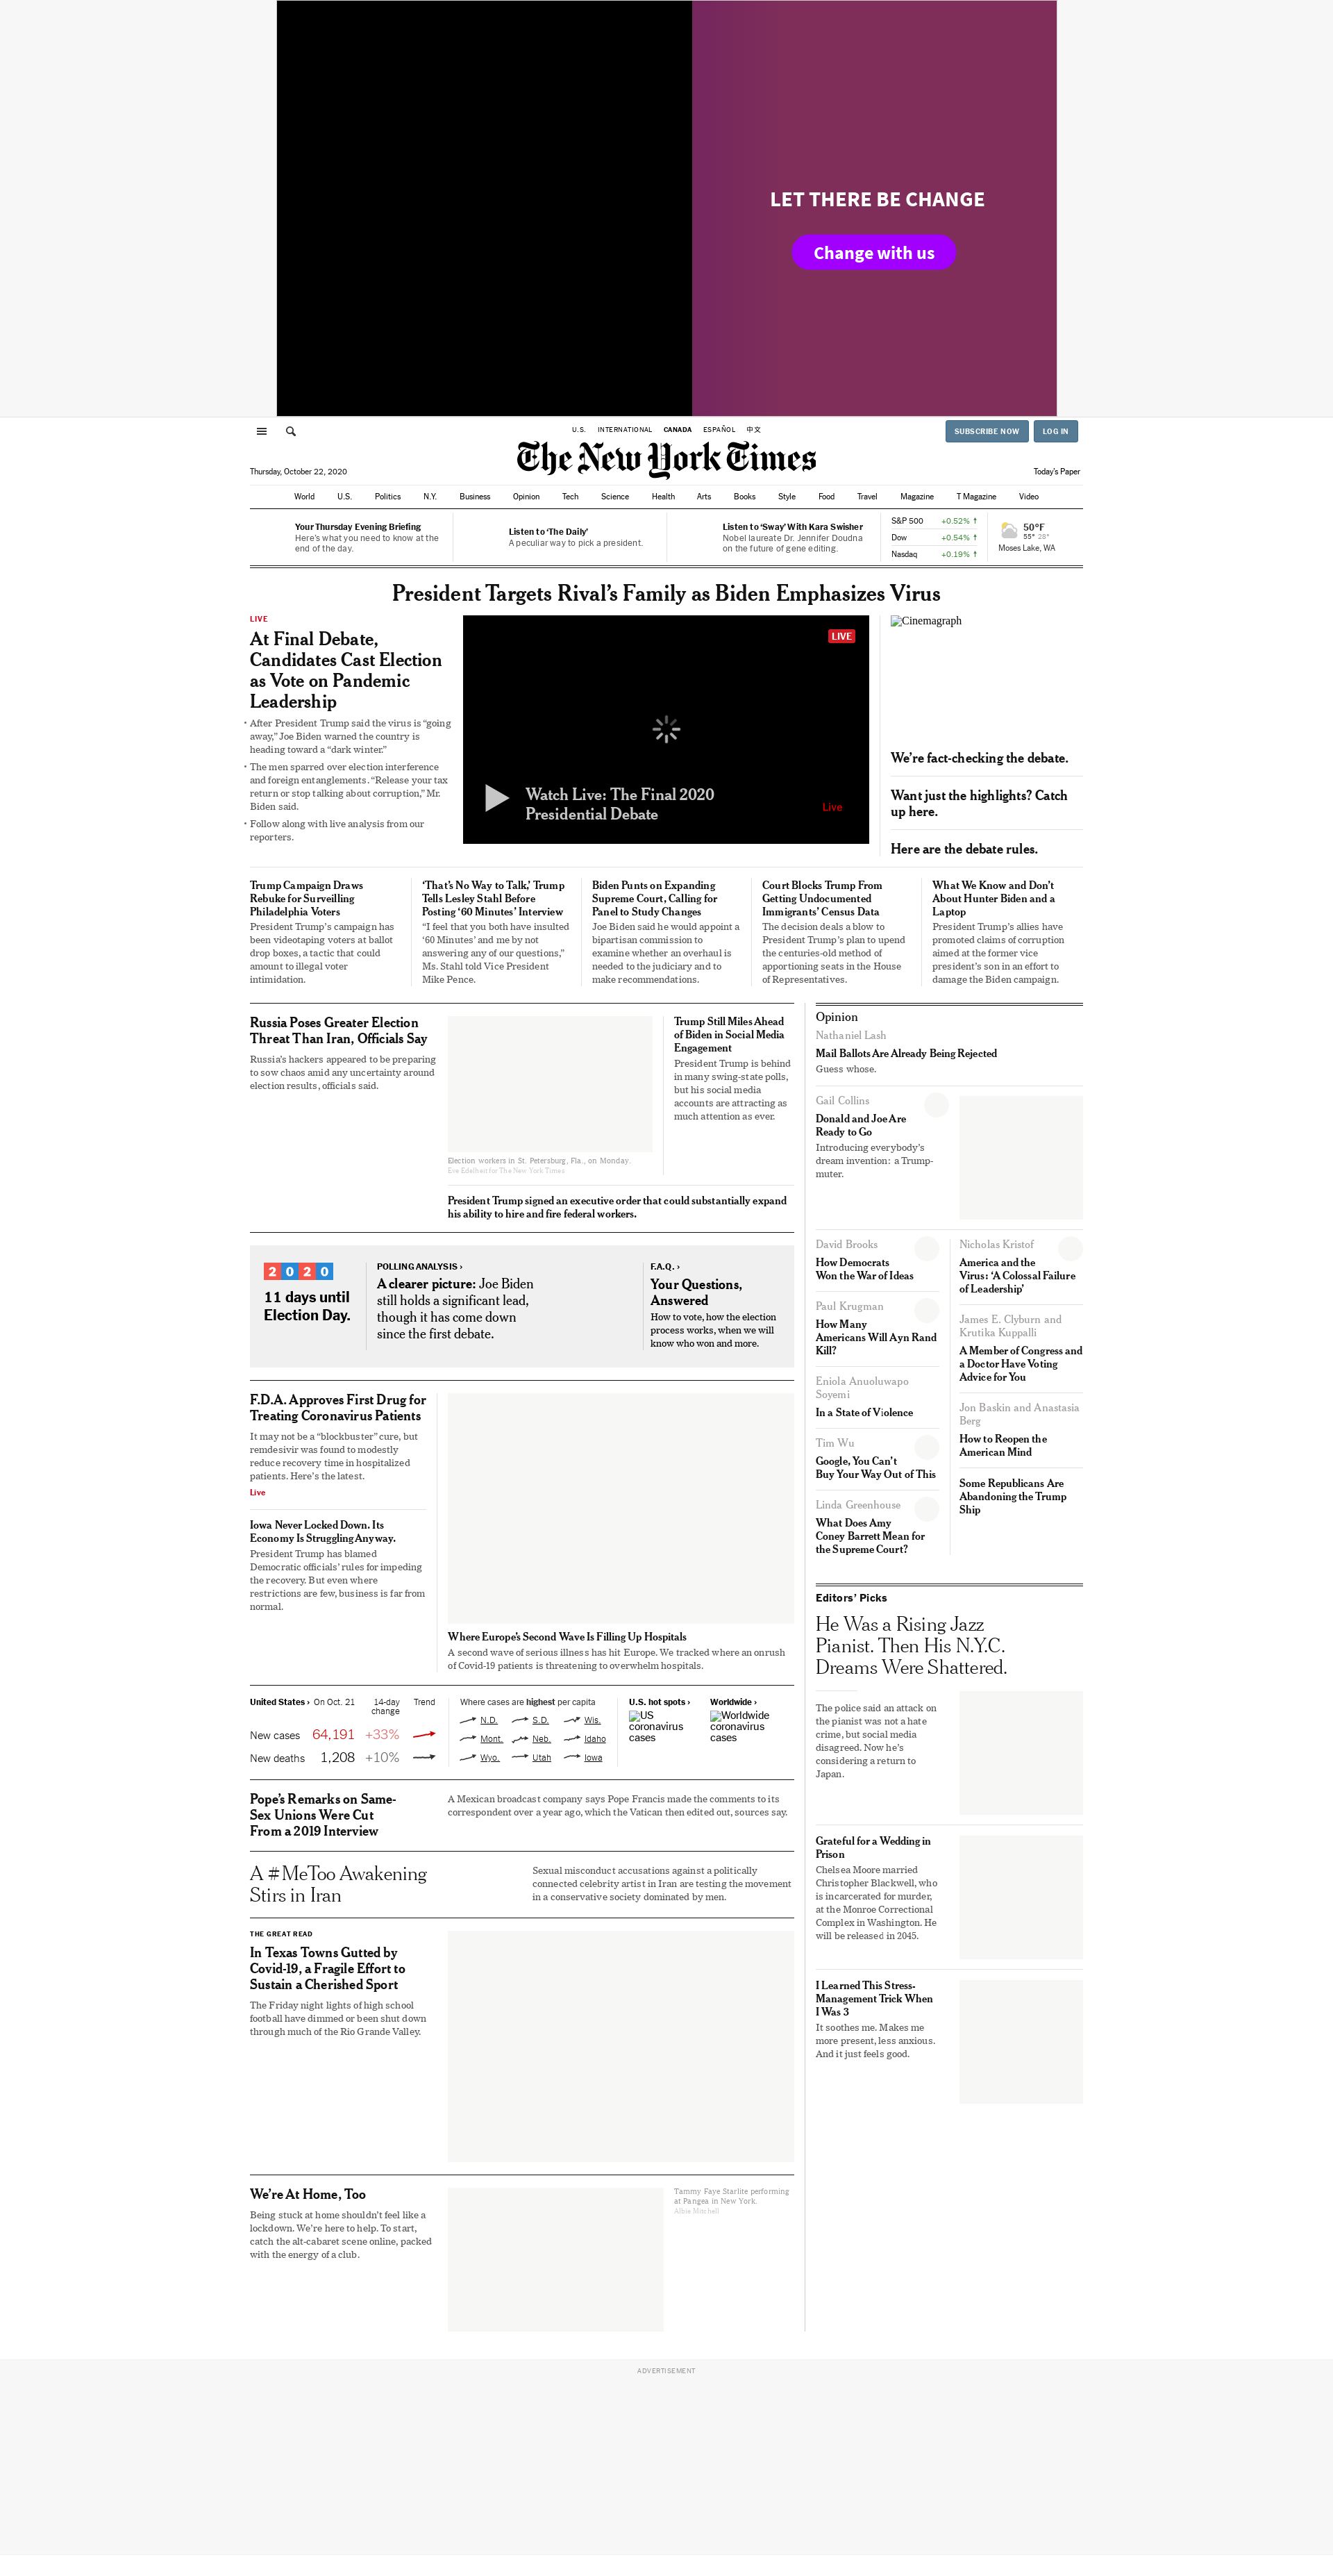 LET THERE BE CHANGE
Change with us
U.S. INTERNATIONAL CANADA ESPAÑOL 中文
SUBSCRIBE NOW LOG IN
The New York Times
Thursday, October 22, 2020
Today's Paper
World U.S. Politics N.Y. Business Opinion Tech Science Health Arts Books Style Food Travel Magazine T Magazine Video
Your Thursday Evening Briefing
Here's what you need to know at the
end of the day.
Listen to 'The Daily'
A peculiar way to pick a president.
Listen to 'Sway' With Kara Swisher
Nobel laureate Dr. Jennifer Doudna
on the future of gene editing.
S&P 500 +0.52% ↑
Dow +0.54% ↑
Nasdaq +0.19% ↑
50°F
55° 28°
Moses Lake, WA
President Targets Rival's Family as Biden Emphasizes Virus
LIVE
At Final Debate,
Candidates Cast Election
as Vote on Pandemic
Leadership
• After President Trump said the virus is “going
away,” Joe Biden warned the country is
heading toward a “dark winter.”
• The men sparred over election interference
and foreign entanglements. “Release your tax
return or stop talking about corruption,” Mr.
Biden said.
• Follow along with live analysis from our
reporters.
LIVE
Watch Live: The Final 2020
Presidential Debate
Live
Cinemagraph
We're fact-checking the debate.
Want just the highlights? Catch
up here.
Here are the debate rules.
Trump Campaign Draws
Rebuke for Surveilling
Philadelphia Voters
President Trump's campaign has
been videotaping voters at ballot
drop boxes, a tactic that could
amount to illegal voter
intimidation.
‘That's No Way to Talk,’ Trump
Tells Lesley Stahl Before
Posting ‘60 Minutes’ Interview
“I feel that you both have insulted
‘60 Minutes’ and me by not
answering any of our questions,”
Ms. Stahl told Vice President
Mike Pence.
Biden Punts on Expanding
Supreme Court, Calling for
Panel to Study Changes
Joe Biden said he would appoint a
bipartisan commission to
examine whether an overhaul is
needed to the judiciary and to
make recommendations.
Court Blocks Trump From
Getting Undocumented
Immigrants' Census Data
The decision deals a blow to
President Trump's plan to upend
the centuries-old method of
apportioning seats in the House
of Representatives.
What We Know and Don't
About Hunter Biden and a
Laptop
President Trump's allies have
promoted claims of corruption
aimed at the former vice
president's son in an effort to
damage the Biden campaign.
Russia Poses Greater Election
Threat Than Iran, Officials Say
Russia's hackers appeared to be preparing
to sow chaos amid any uncertainty around
election results, officials said.
Election workers in St. Petersburg, Fla., on Monday.
Eve Edelheit for The New York Times
Trump Still Miles Ahead
of Biden in Social Media
Engagement
President Trump is behind
in many swing-state polls,
but his social media
accounts are attracting as
much attention as ever.
President Trump signed an executive order that could substantially expand
his ability to hire and fire federal workers.
2020
11 days until
Election Day.
POLLING ANALYSIS ›
A clearer picture: Joe Biden
still holds a significant lead,
though it has come down
since the first debate.
F.A.Q. ›
Your Questions,
Answered
How to vote, how the election
process works, when we will
know who won and more.
F.D.A. Approves First Drug for
Treating Coronavirus Patients
It may not be a “blockbuster” cure, but
remdesivir was found to modestly
reduce recovery time in hospitalized
patients. Here's the latest.
Live
Iowa Never Locked Down. Its
Economy Is Struggling Anyway.
President Trump has blamed
Democratic officials' rules for impeding
the recovery. But even where
restrictions are few, business is far from
normal.
Where Europe's Second Wave Is Filling Up Hospitals
A second wave of serious illness has hit Europe. We tracked where an onrush
of Covid-19 patients is threatening to overwhelm hospitals.
United States › On Oct. 21 14-day
change Trend
New cases 64,191 +33%
New deaths 1,208 +10%
Where cases are highest per capita
N.D. S.D. Wis.
Mont. Neb. Idaho
Wyo. Utah Iowa
U.S. hot spots ›
US
coronavirus
cases
Worldwide ›
Worldwide
coronavirus
cases
Pope's Remarks on Same-
Sex Unions Were Cut
From a 2019 Interview
A Mexican broadcast company says Pope Francis made the comments to its
correspondent over a year ago, which the Vatican then edited out, sources say.
A #MeToo Awakening
Stirs in Iran
Sexual misconduct accusations against a politically
connected celebrity artist in Iran are testing the movement
in a conservative society dominated by men.
THE GREAT READ
In Texas Towns Gutted by
Covid-19, a Fragile Effort to
Sustain a Cherished Sport
The Friday night lights of high school
football have dimmed or been shut down
through much of the Rio Grande Valley.
We're At Home, Too
Being stuck at home shouldn't feel like a
lockdown. We're here to help. To start,
catch the alt-cabaret scene online, packed
with the energy of a club.
Tammy Faye Starlite performing
at Pangea in New York.
Albie Mitchell
Opinion
Nathaniel Lash
Mail Ballots Are Already Being Rejected
Guess whose.
Gail Collins
Donald and Joe Are
Ready to Go
Introducing everybody's
dream invention: a Trump-
muter.
David Brooks
How Democrats
Won the War of Ideas
Paul Krugman
How Many
Americans Will Ayn Rand
Kill?
Eniola Anuoluwapo
Soyemi
In a State of Violence
Tim Wu
Google, You Can't
Buy Your Way Out of This
Linda Greenhouse
What Does Amy
Coney Barrett Mean for
the Supreme Court?
Nicholas Kristof
America and the
Virus: ‘A Colossal Failure
of Leadership’
James E. Clyburn and
Krutika Kuppalli
A Member of Congress and
a Doctor Have Voting
Advice for You
Jon Baskin and Anastasia
Berg
How to Reopen the
American Mind
Some Republicans Are
Abandoning the Trump
Ship
Editors' Picks
He Was a Rising Jazz
Pianist. Then His N.Y.C.
Dreams Were Shattered.
The police said an attack on
the pianist was not a hate
crime, but social media
disagreed. Now he's
considering a return to
Japan.
Grateful for a Wedding in
Prison
Chelsea Moore married
Christopher Blackwell, who
is incarcerated for murder,
at the Monroe Correctional
Complex in Washington. He
will be released in 2045.
I Learned This Stress-
Management Trick When
I Was 3
It soothes me. Makes me
more present, less anxious.
And it just feels good.
ADVERTISEMENT